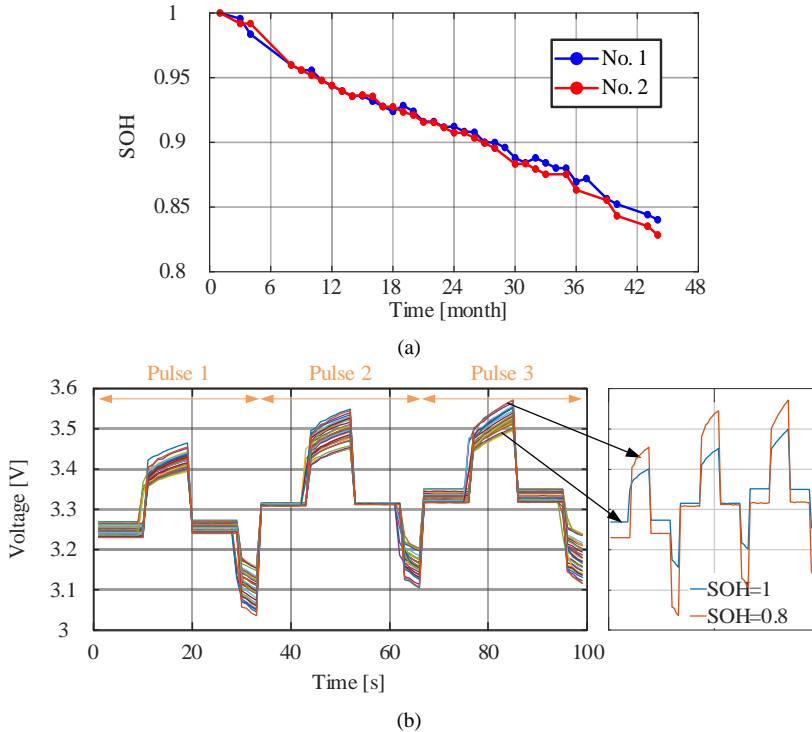 1
0.95
0.9
0.85
0.8
SOH
No. 1
No. 2
0 6 12 18 24 30 36 42 48
Time [month]
(a)
Pulse 1 Pulse 2 Pulse 3
3.6
3.5
3.4
3.3
3.2
3.1
3
Voltage [V]
0 20 40 60 80 100
Time [s]
SOH=1
SOH=0.8
(b)